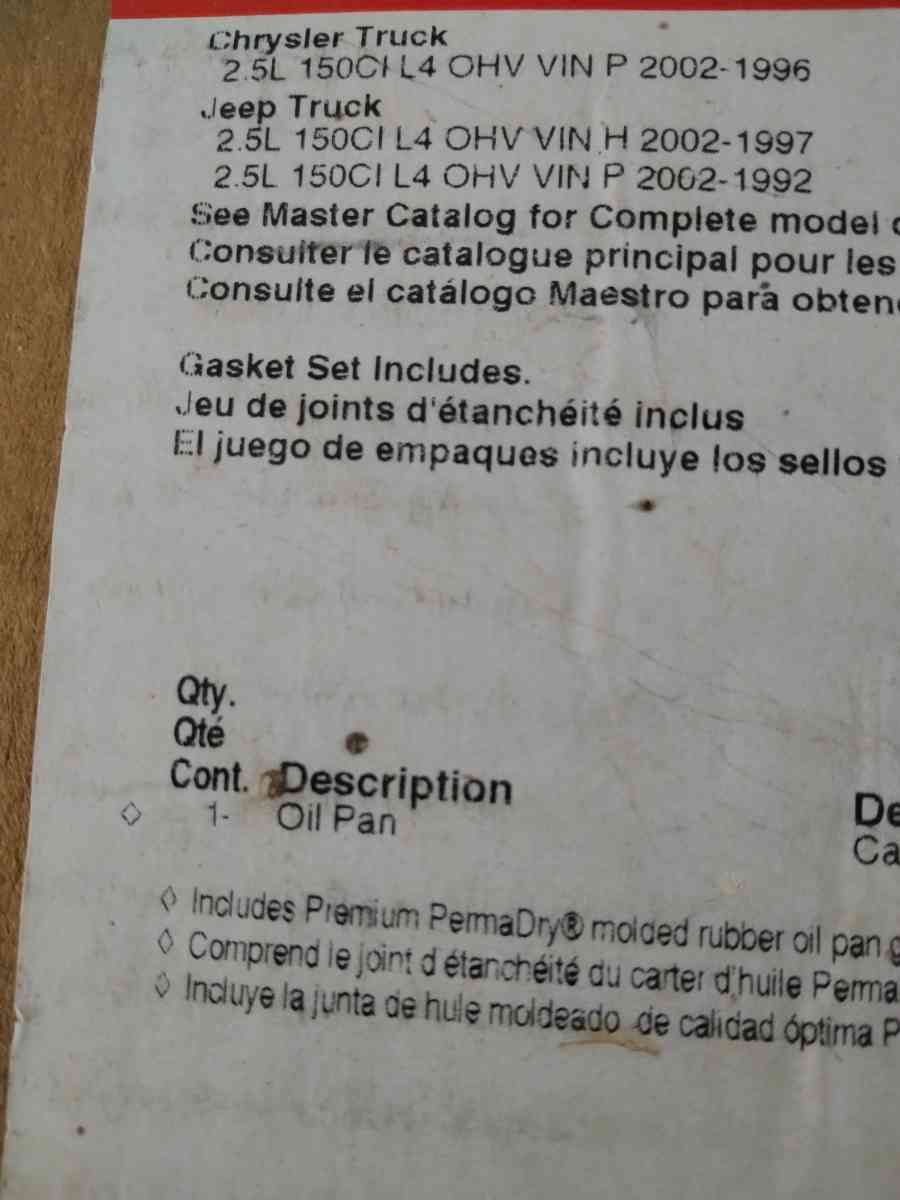 Chrysler Truck
2.5L 150CI L4 OHV VIN P 2002-1996
Jeep Truck
2.5L 150CI L4 OHV VIN H 2002-1997
2.5L 150CI L4 OHV VIN P 2002-1992
See Master Catalog for Complete model
Consulter le catalogue principal pour les
Consulte el catálogo Maestro para
Gasket Set Includes.
Jeu de joints d'étanchéité inclus
El juego de empaques incluye los sellos
Qty.
Qté
Cont. Description
◊ 1- Oil Pan
◊ Includes Premium PermaDry® molded rubber oil pan
◊ Comprend le joint d'étanchéité du carter d'huile
◊ Incluye la junta de hule moldeado de calidad óptima